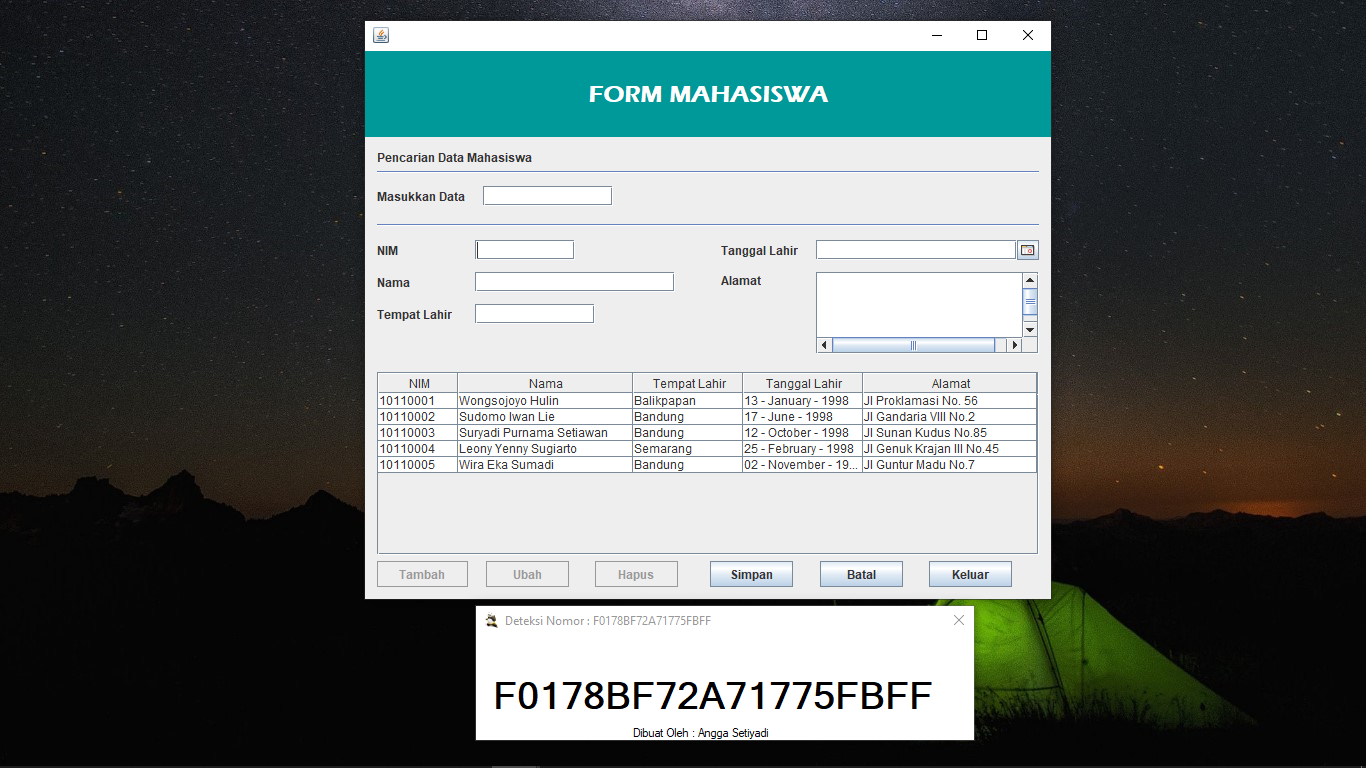 FORM MAHASISWA
Pencarian Data Mahasiswa
Masukkan Data
NIM
Tanggal Lahir
Nama
Alamat
Tempat Lahir
NIM Nama Tempat Lahir Tanggal Lahir Alamat
10110001 Wongsojoyo Hulin Balikpapan 13 - January - 1998 Jl Proklamasi No. 56
10110002 Sudomo Iwan Lie Bandung 17 - June - 1998 Jl Gandaria VIII No.2
10110003 Suryadi Purnama Setiawan Bandung 12 - October - 1998 Jl Sunan Kudus No.85
10110004 Leony Yenny Sugiarto Semarang 25 - February - 1998 Jl Genuk Krajan III No.45
10110005 Wira Eka Sumadi Bandung 02 - November - 19... Jl Guntur Madu No.7
Tambah Ubah Hapus Simpan Batal Keluar
Deteksi Nomor : F0178BF72A71775FBFF
F0178BF72A71775FBFF
Dibuat Oleh : Angga Setiyadi